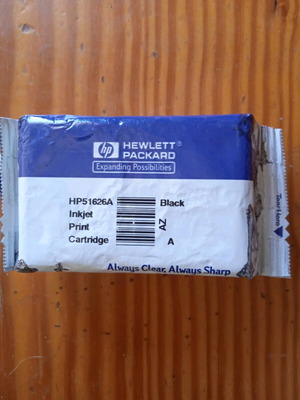 hp HEWLETT
PACKARD
Expanding Possibilities
HP51626A Black
Inkjet
Print AZ
Cartridge A
Always Clear, Always Sharp
Tear Here